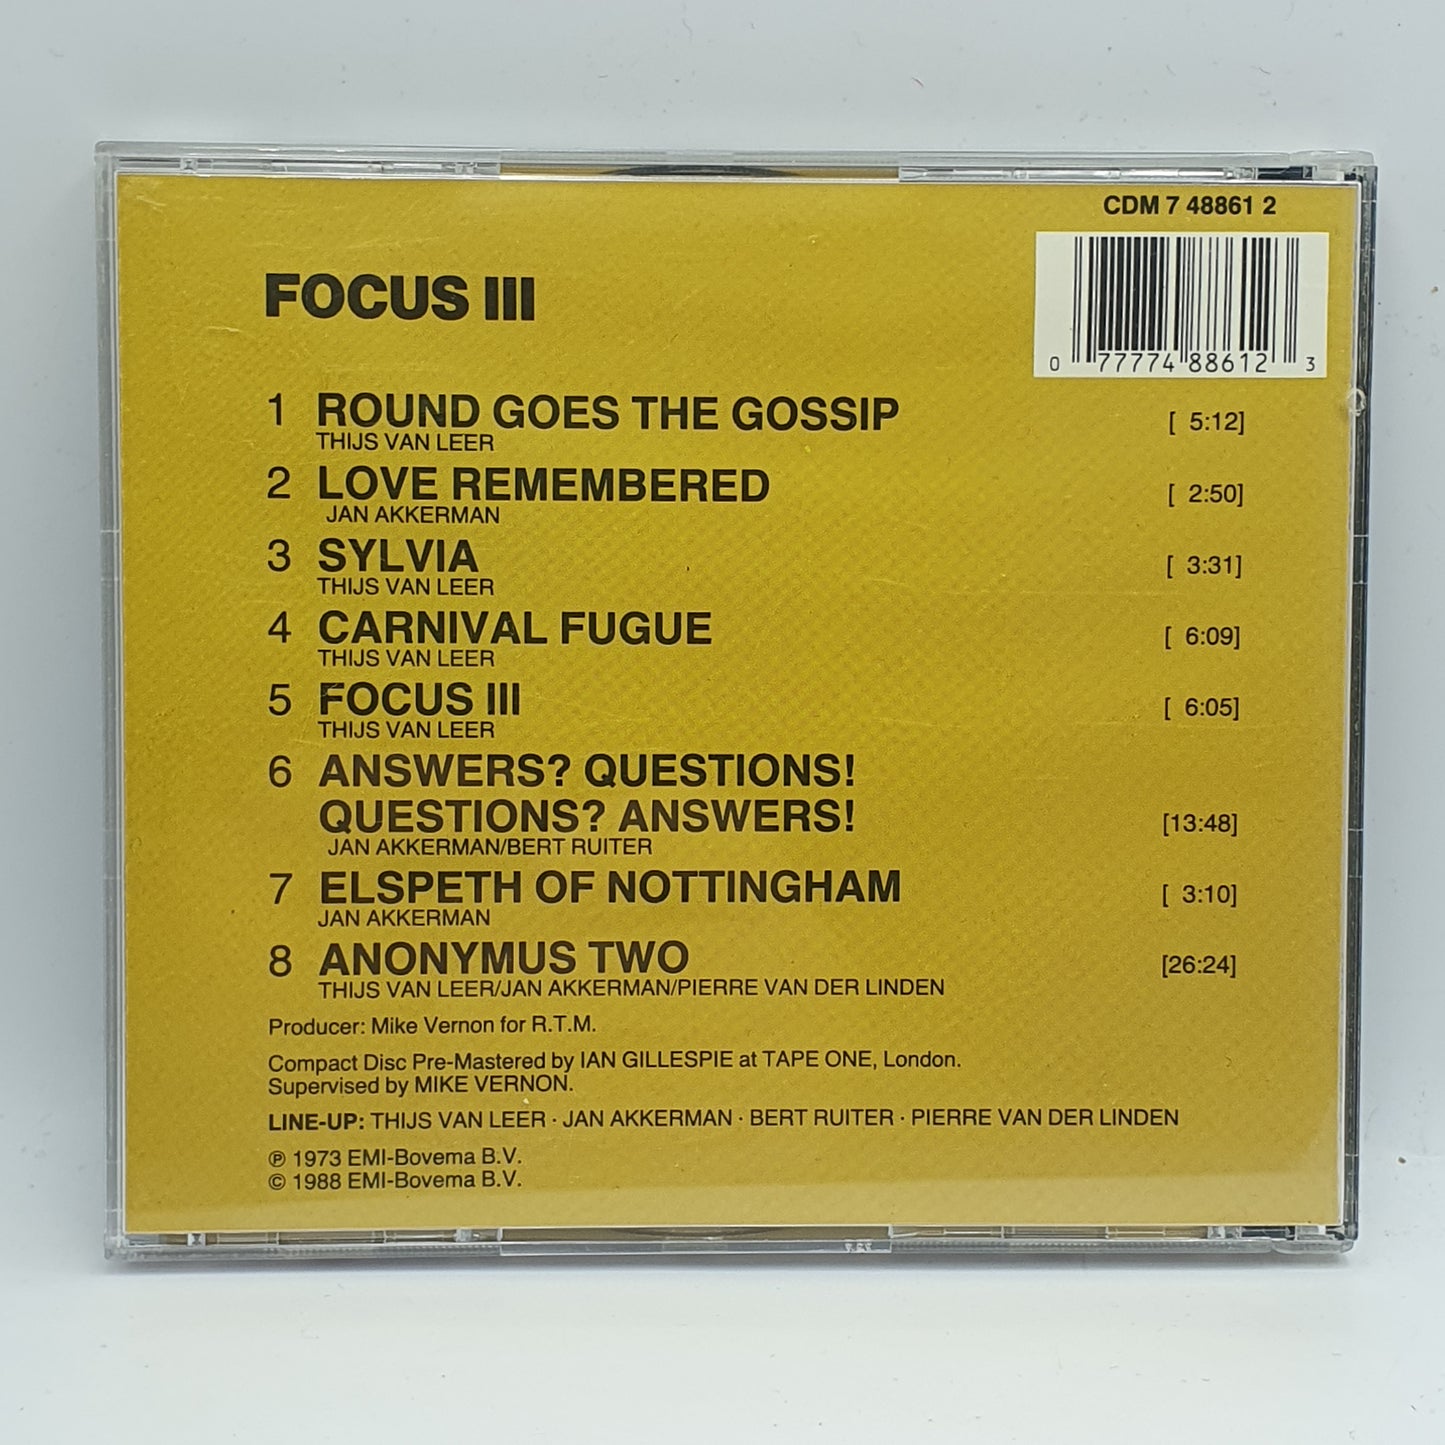 CDM 7 48861 2
0 77774 88612 3
FOCUS III
1 ROUND GOES THE GOSSIP [ 5:12]
THIJS VAN LEER
2 LOVE REMEMBERED [ 2:50]
JAN AKKERMAN
3 SYLVIA [ 3:31]
THIJS VAN LEER
4 CARNIVAL FUGUE [ 6:09]
THIJS VAN LEER
5 FOCUS III [ 6:05]
THIJS VAN LEER
6 ANSWERS? QUESTIONS!
QUESTIONS? ANSWERS! [13:48]
JAN AKKERMAN/BERT RUITER
7 ELSPETH OF NOTTINGHAM [ 3:10]
JAN AKKERMAN
8 ANONYMUS TWO [26:24]
THIJS VAN LEER/JAN AKKERMAN/PIERRE VAN DER LINDEN
Producer: Mike Vernon for R.T.M.
Compact Disc Pre-Mastered by IAN GILLESPIE at TAPE ONE, London.
Supervised by MIKE VERNON.
LINE-UP: THIJS VAN LEER · JAN AKKERMAN · BERT RUITER · PIERRE VAN DER LINDEN
℗ 1973 EMI-Bovema B.V.
© 1988 EMI-Bovema B.V.